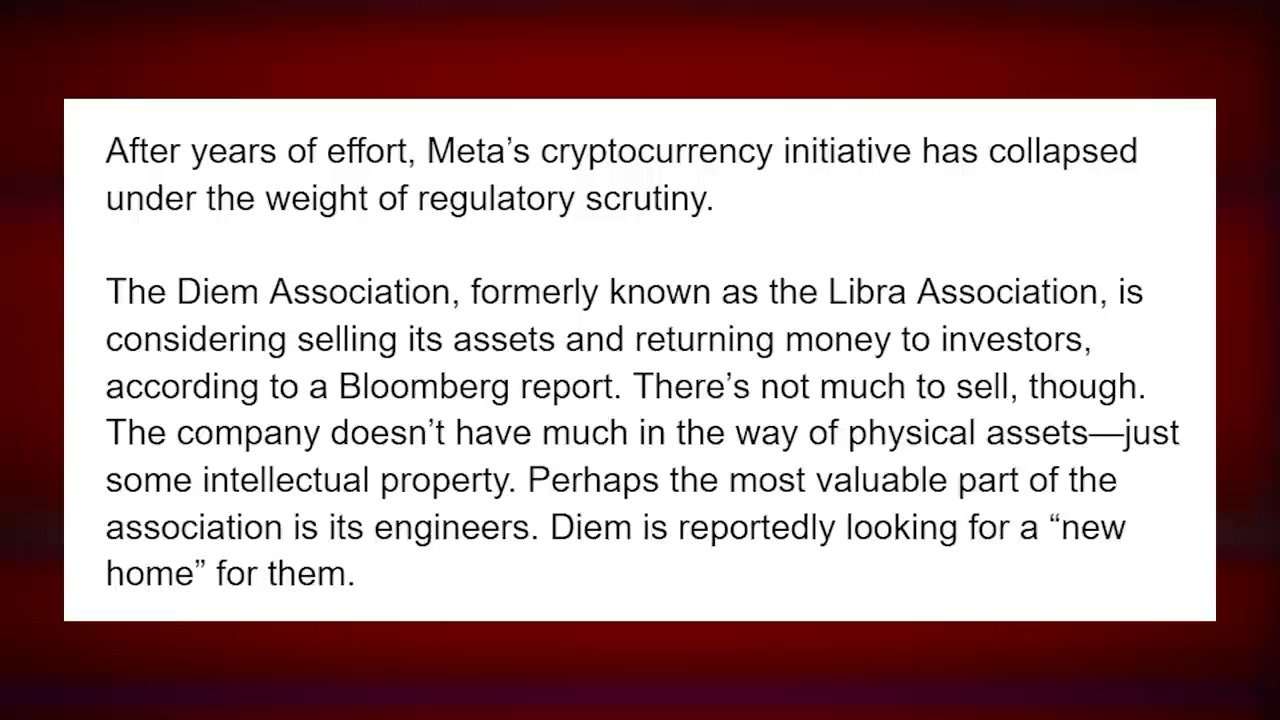 After years of effort, Meta’s cryptocurrency initiative has collapsed
under the weight of regulatory scrutiny.
The Diem Association, formerly known as the Libra Association, is
considering selling its assets and returning money to investors,
according to a Bloomberg report. There’s not much to sell, though.
The company doesn’t have much in the way of physical assets—just
some intellectual property. Perhaps the most valuable part of the
association is its engineers. Diem is reportedly looking for a “new
home” for them.